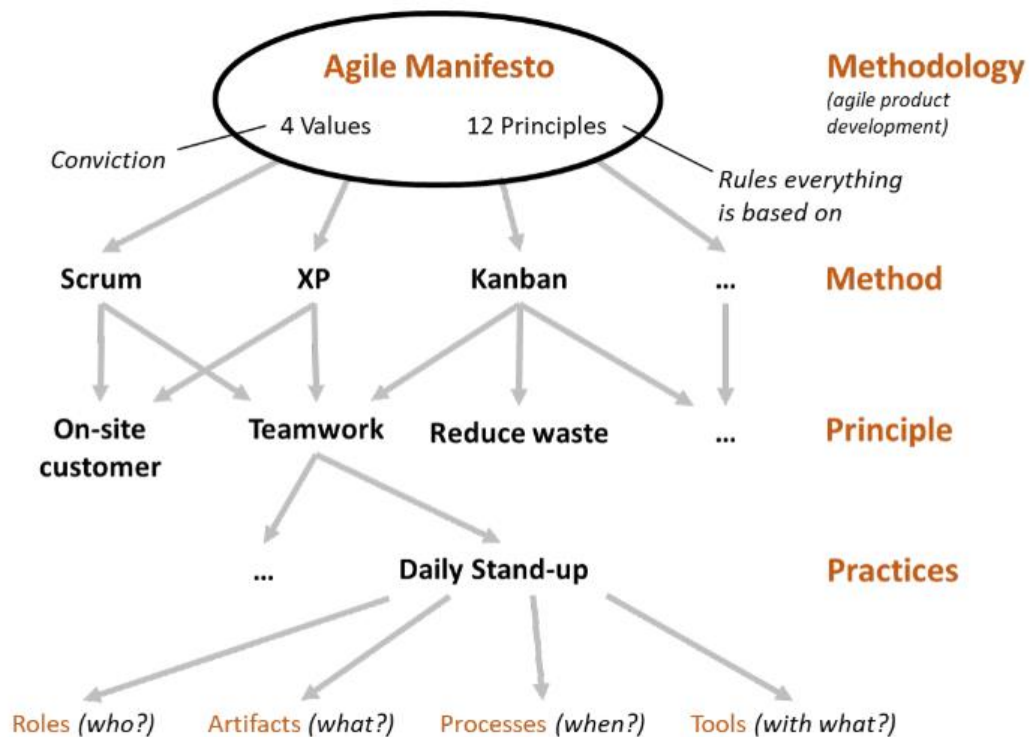 Agile Manifesto
Methodology
(agile product
development)
4 Values
12 Principles
Conviction
Rules everything
is based on
Scrum
XP
Kanban
...
Method
On-site
customer
Teamwork
Reduce waste
...
Principle
...
Daily Stand-up
Practices
Roles (who?)
Artifacts (what?)
Processes (when?)
Tools (with what?)